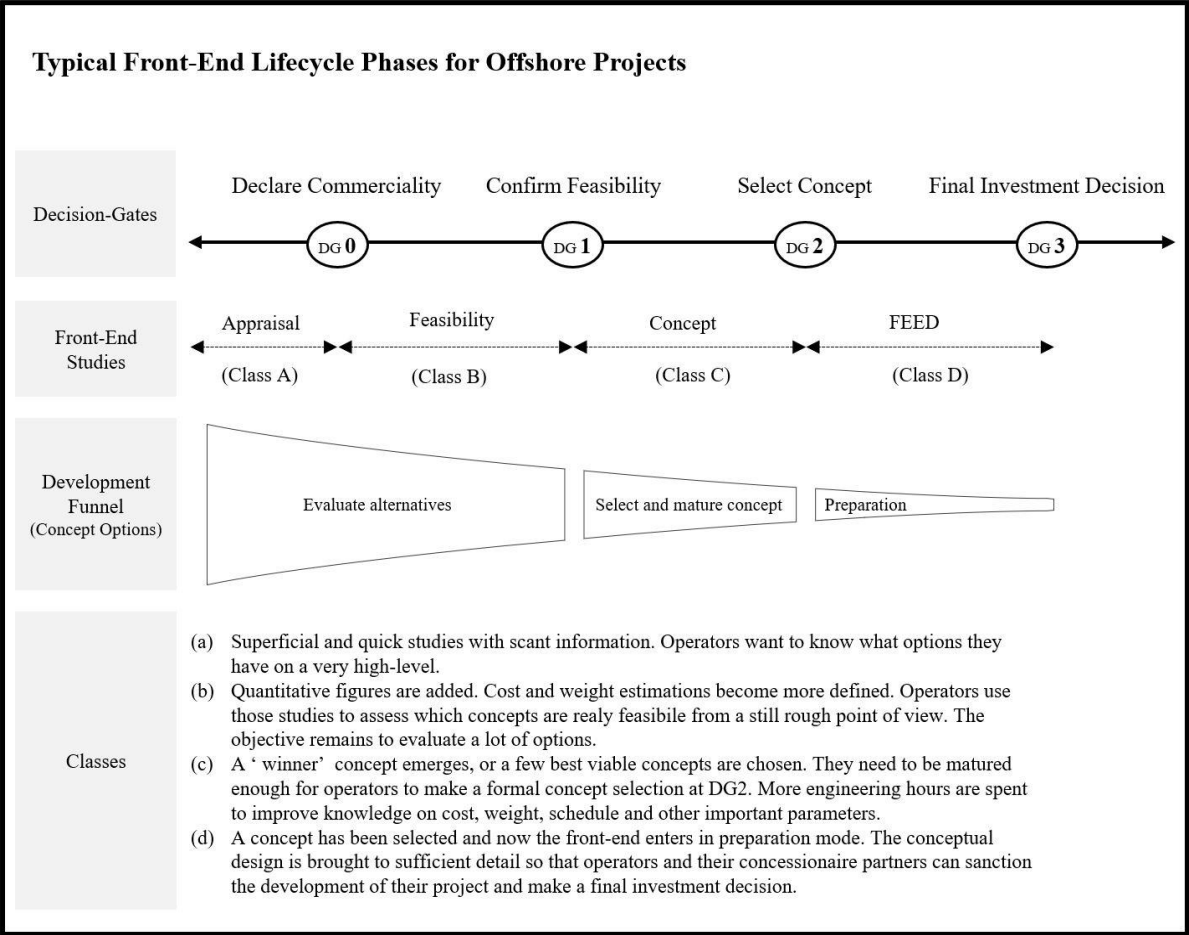 Typical Front-End Lifecycle Phases for Offshore Projects
Decision-Gates
Declare Commerciality
Confirm Feasibility
Select Concept
Final Investment Decision
DG 0
DG 1
DG 2
DG 3
Front-End
Studies
Appraisal
Feasibility
Concept
FEED
(Class A)
(Class B)
(Class C)
(Class D)
Development
Funnel
(Concept Options)
Evaluate alternatives
Select and mature concept
Preparation
Classes
(a) Superficial and quick studies with scant information. Operators want to know what options they
have on a very high-level.
(b) Quantitative figures are added. Cost and weight estimations become more defined. Operators use
those studies to assess which concepts are realy feasibile from a still rough point of view. The
objective remains to evaluate a lot of options.
(c) A ‘ winner’ concept emerges, or a few best viable concepts are chosen. They need to be matured
enough for operators to make a formal concept selection at DG2. More engineering hours are spent
to improve knowledge on cost, weight, schedule and other important parameters.
(d) A concept has been selected and now the front-end enters in preparation mode. The conceptual
design is brought to sufficient detail so that operators and their concessionaire partners can sanction
the development of their project and make a final investment decision.